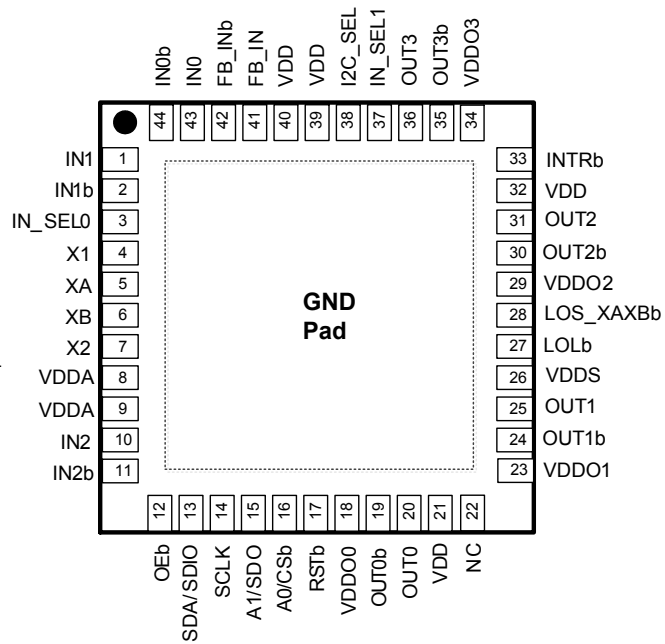 IN0b
IN0
FB_INb
FB_IN
VDD
VDD
I2C_SEL
IN_SEL1
OUT3
OUT3b
VDDO3
44
43
42
41
40
39
38
37
36
35
34
IN1 1
IN1b 2
IN_SEL0 3
X1 4
XA 5
XB 6
X2 7
VDDA 8
VDDA 9
IN2 10
IN2b 11
GND
Pad
33 INTRb
32 VDD
31 OUT2
30 OUT2b
29 VDDO2
28 LOS_XAXBb
27 LOLb
26 VDDS
25 OUT1
24 OUT1b
23 VDDO1
12
13
14
15
16
17
18
19
20
21
22
OEb
SDA/SDIO
SCLK
A1/SDO
A0/CSb
RSTb
VDDO0
OUT0b
OUT0
VDD
NC